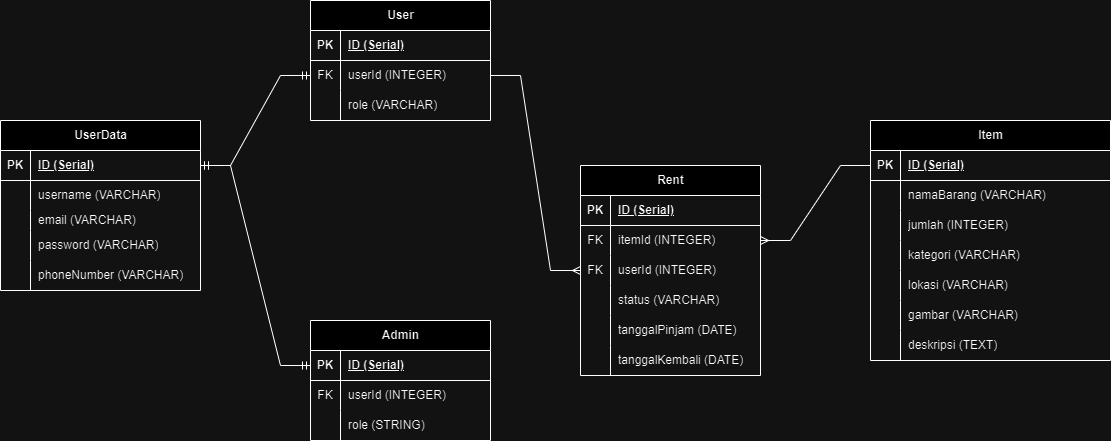 User
PK ID (Serial)
FK userId (INTEGER)
role (VARCHAR)
UserData
PK ID (Serial)
username (VARCHAR)
email (VARCHAR)
password (VARCHAR)
phoneNumber (VARCHAR)
Admin
PK ID (Serial)
FK userId (INTEGER)
role (STRING)
Rent
PK ID (Serial)
FK itemId (INTEGER)
FK userId (INTEGER)
status (VARCHAR)
tanggalPinjam (DATE)
tanggalKembali (DATE)
Item
PK ID (Serial)
namaBarang (VARCHAR)
jumlah (INTEGER)
kategori (VARCHAR)
lokasi (VARCHAR)
gambar (VARCHAR)
deskripsi (TEXT)